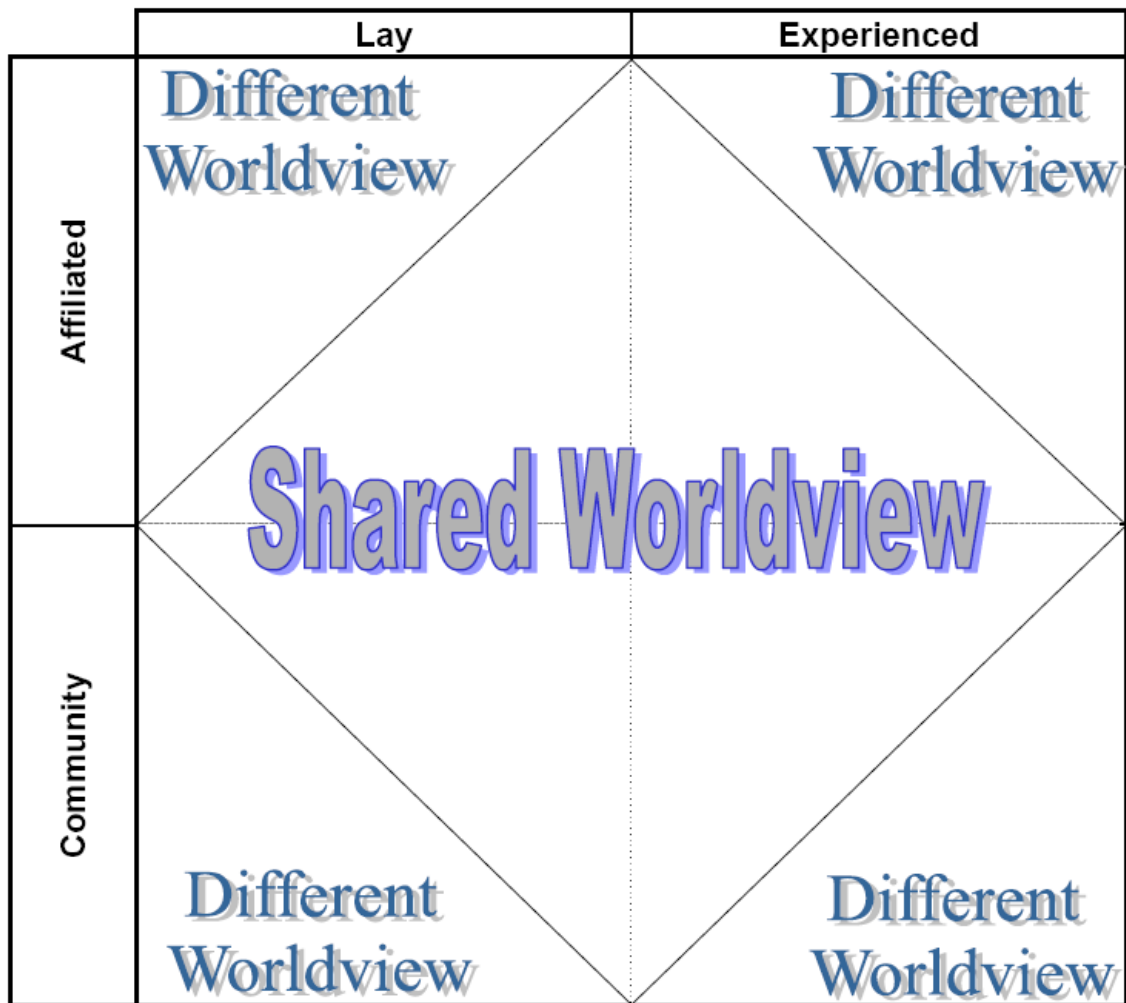 Lay
Experienced
Different
Worldview
Different
Worldview
Affiliated
Shared Worldview
Community
Different
Worldview
Different
Worldview